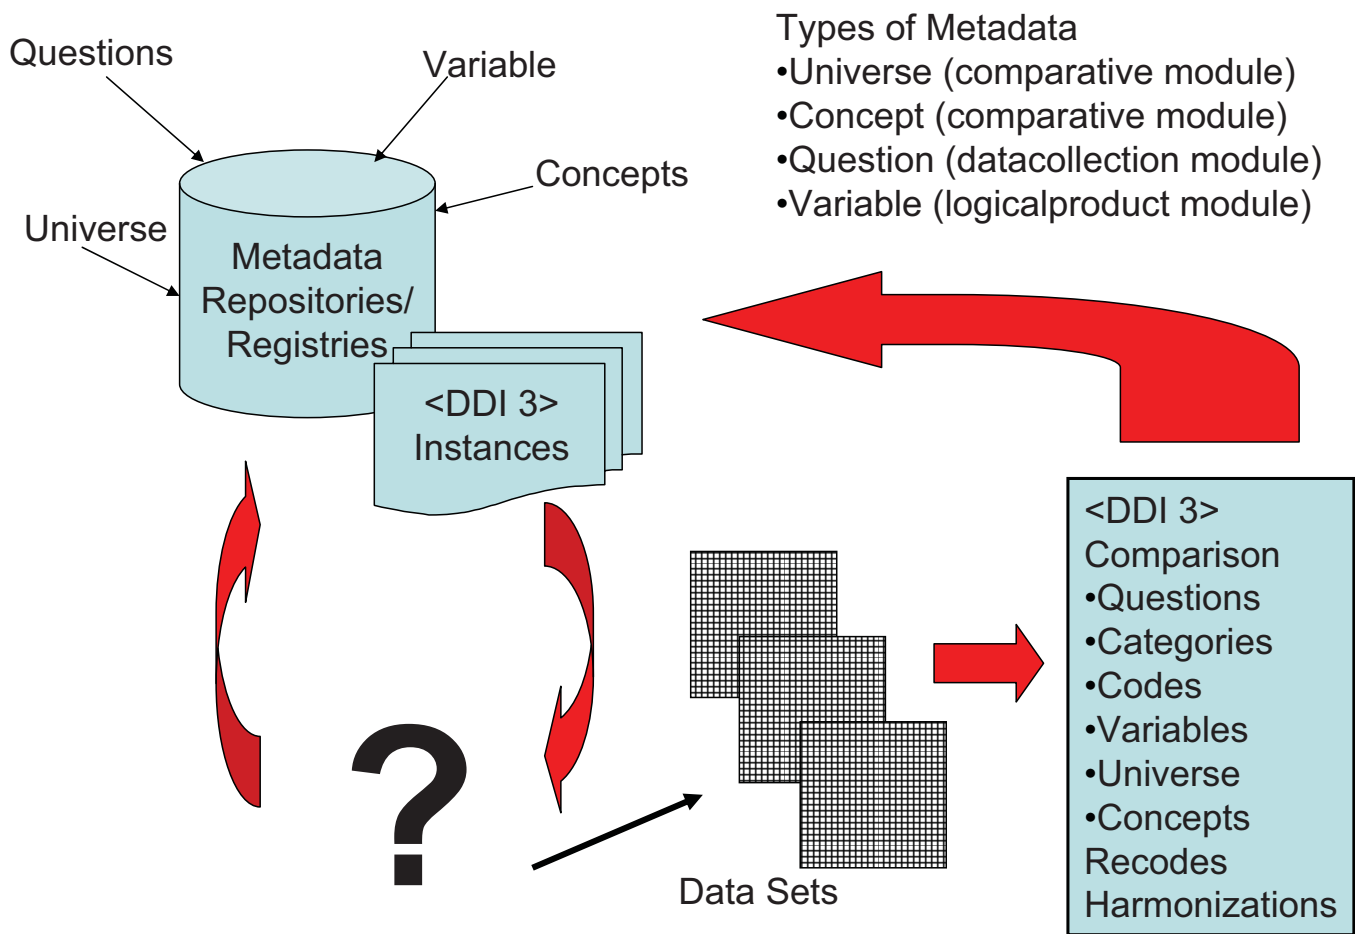 Questions
Variable
Concepts
Universe
Metadata
Repositories/
Registries
<DDI 3>
Instances
Types of Metadata
•Universe (comparative module)
•Concept (comparative module)
•Question (datacollection module)
•Variable (logicalproduct module)
?
Data Sets
<DDI 3>
Comparison
•Questions
•Categories
•Codes
•Variables
•Universe
•Concepts
Recodes
Harmonizations